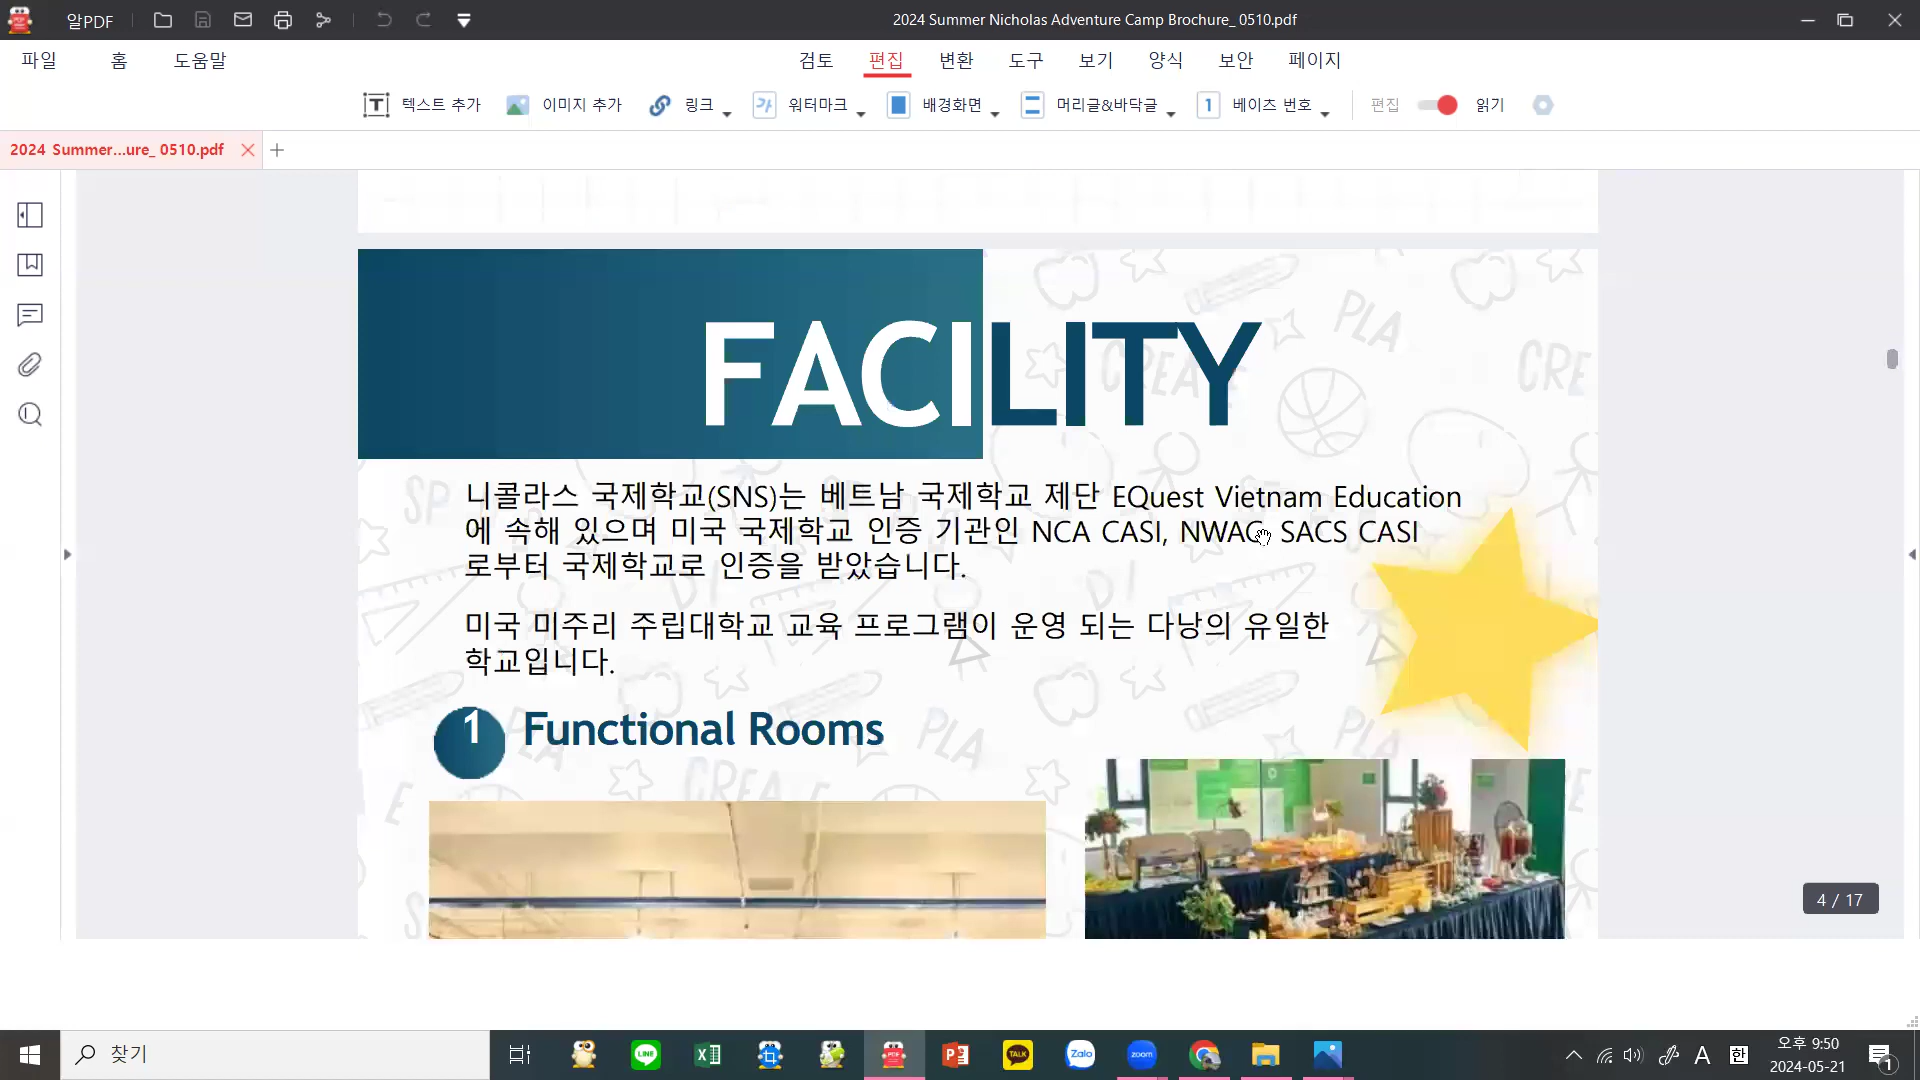 알PDF
2024 Summer Nicholas Adventure Camp Brochure_ 0510.pdf
파일 홈 도움말 검토 편집 변환 도구 보기 양식 보안 페이지
텍스트 추가 이미지 추가 링크 워터마크 배경화면 머리글&바닥글 베이즈 번호 편집 읽기
2024 Summer...ure_ 0510.pdf
FACILITY
니콜라스 국제학교(SNS)는 베트남 국제학교 재단 EQuest Vietnam Education
에 속해 있으며 미국 국제학교 인증 기관인 NCA CASI, NWAC, SACS CASI
로부터 국제학교로 인증을 받았습니다.
미국 미주리 주립대학교 교육 프로그램이 운영 되는 다낭의 유일한
학교입니다.
1 Functional Rooms
4 / 17
찾기
오후 9:50
2024-05-21